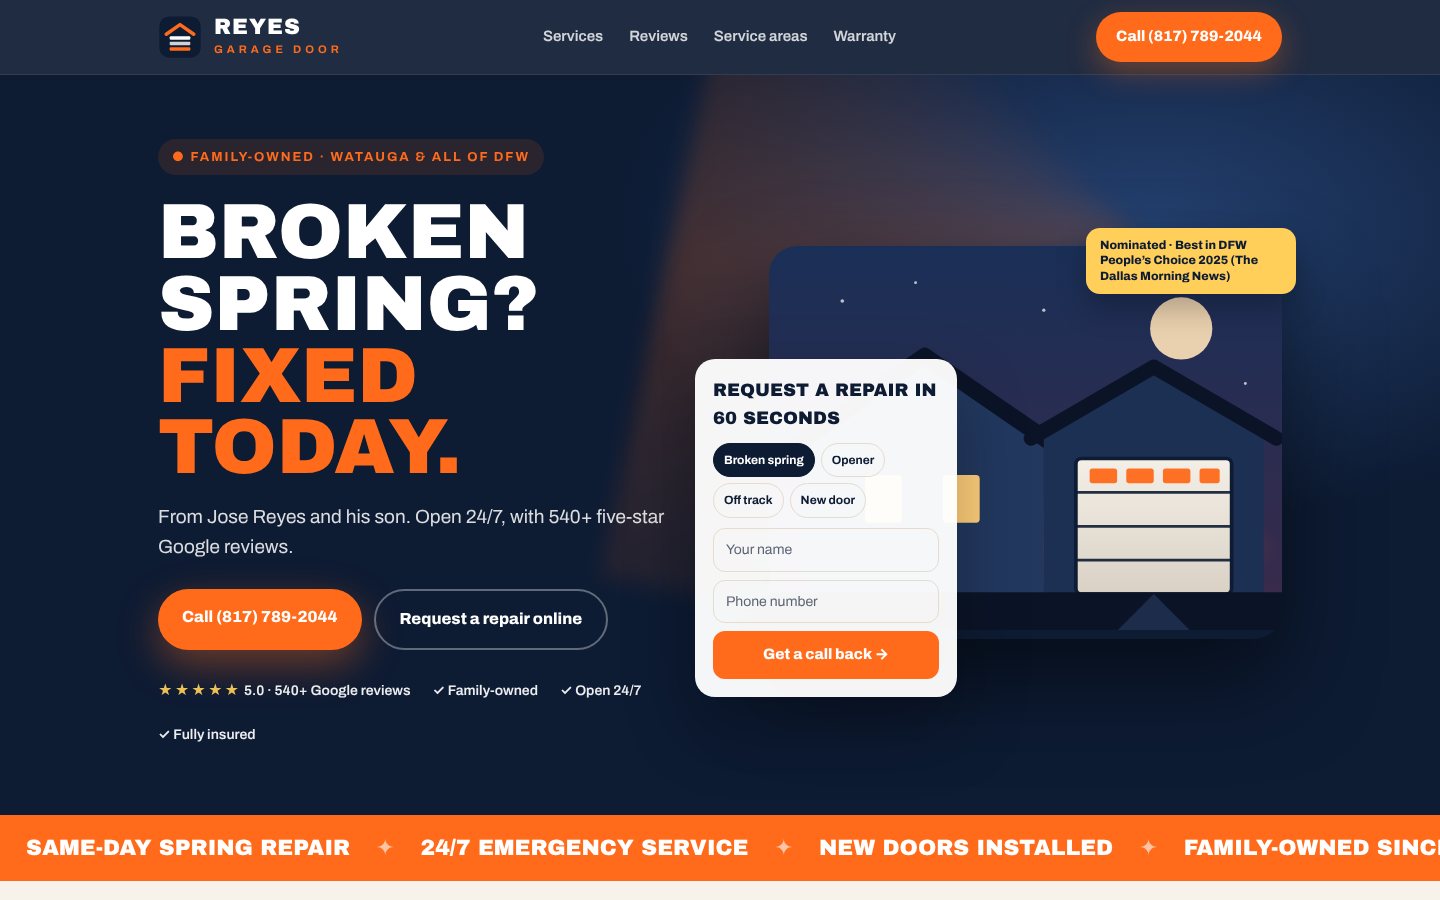 REYES
GARAGE DOOR
Services
Reviews
Service areas
Warranty
Call (817) 789-2044
FAMILY-OWNED · WATAUGA & ALL OF DFW
BROKEN
SPRING?
FIXED
TODAY.
From Jose Reyes and his son. Open 24/7, with 540+ five-star
Google reviews.
Call (817) 789-2044
Request a repair online
★★★★★ 5.0 · 540+ Google reviews
✓ Family-owned
✓ Open 24/7
✓ Fully insured
Nominated · Best in DFW
People’s Choice 2025 (The
Dallas Morning News)
REQUEST A REPAIR IN
60 SECONDS
Broken spring
Opener
Off track
New door
Your name
Phone number
Get a call back →
SAME-DAY SPRING REPAIR ✦ 24/7 EMERGENCY SERVICE ✦ NEW DOORS INSTALLED ✦ FAMILY-OWNED